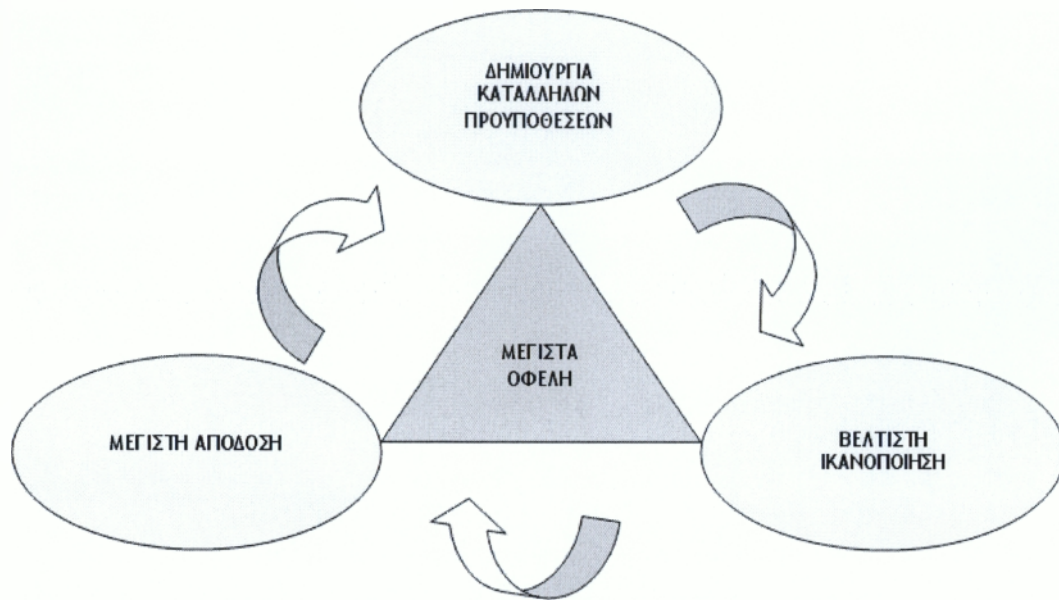 ΔΗΜΙΟΥΡΓΙΑ
ΚΑΤΑΛΛΗΛΩΝ
ΠΡΟΥΠΟΘΕΣΕΩΝ
ΜΕΓΙΣΤΑ
ΟΦΕΛΗ
ΜΕΓΙΣΤΗ ΑΠΟΔΟΣΗ
ΒΕΛΤΙΣΤΗ
ΙΚΑΝΟΠΟΙΗΣΗ